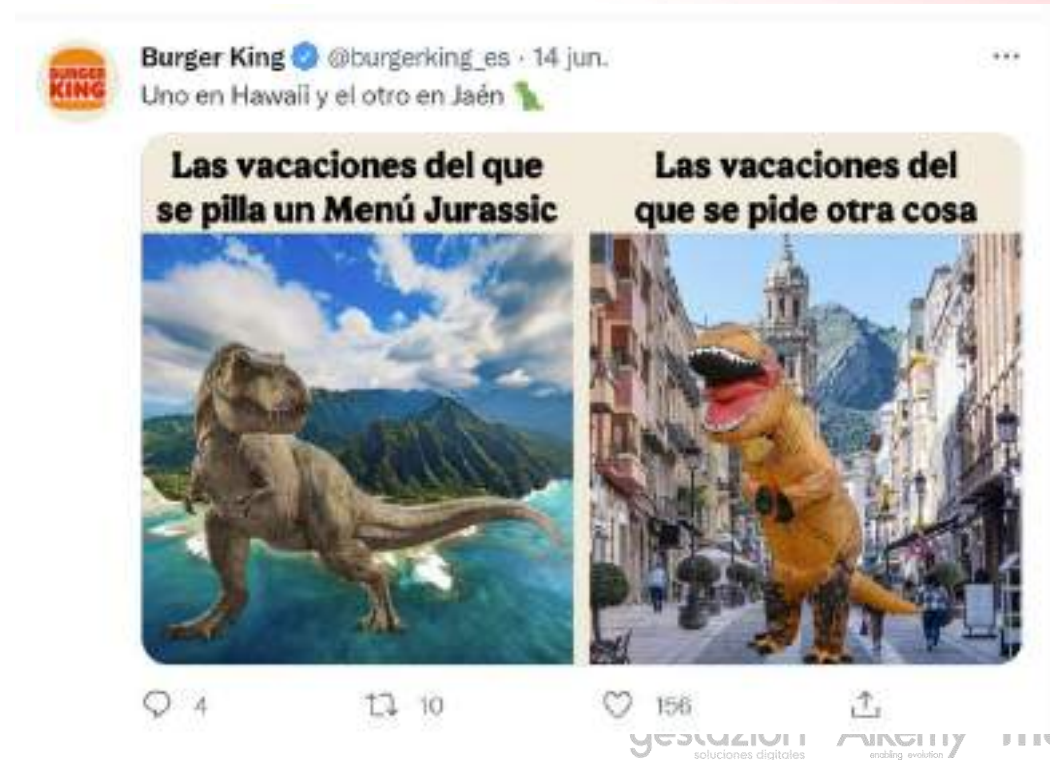 Burger King @burgerking_es · 14 jun.
BURGER
KING
Uno en Hawaii y el otro en Jaén
Las vacaciones del que
se pilla un Menú Jurassic
Las vacaciones del
que se pide otra cosa
4 10 156
gestazion Alkemy
soluciones digitales enabling evolution